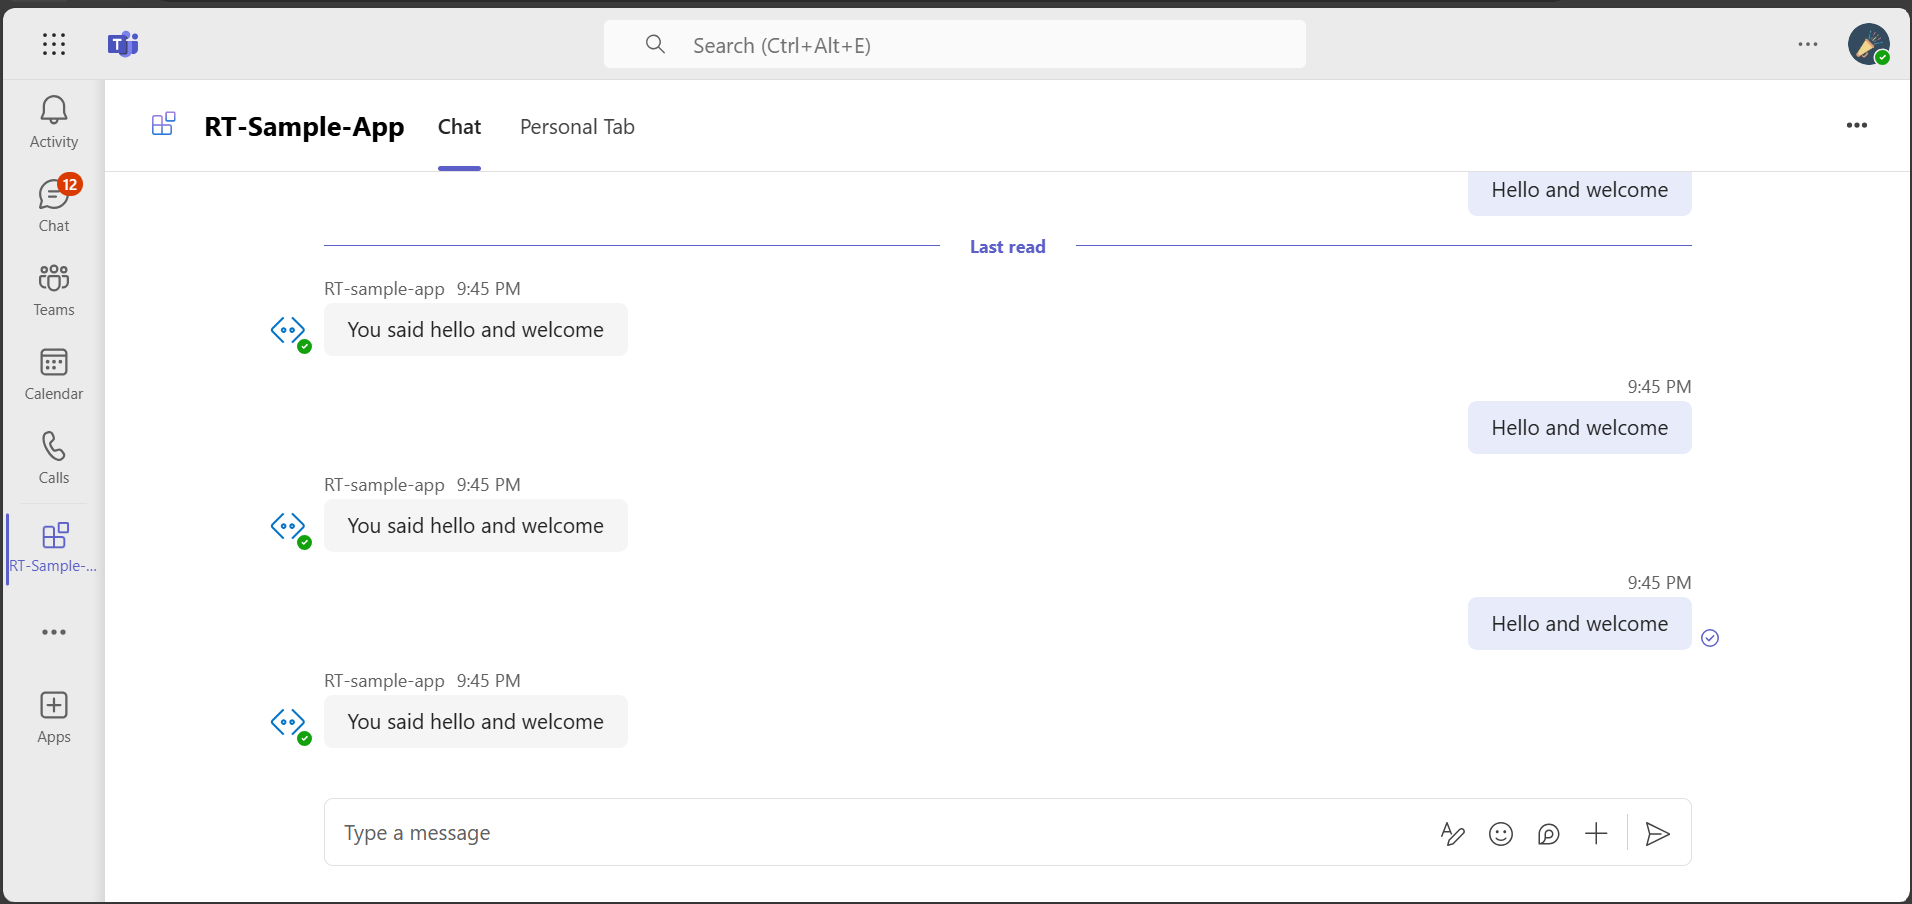 Search (Ctrl+Alt+E)
Activity
12
Chat
Teams
Calendar
Calls
RT-Sample-...
Apps
RT-Sample-App
Chat
Personal Tab
Hello and welcome
Last read
RT-sample-app 9:45 PM
You said hello and welcome
9:45 PM
Hello and welcome
RT-sample-app 9:45 PM
You said hello and welcome
9:45 PM
Hello and welcome
RT-sample-app 9:45 PM
You said hello and welcome
Type a message